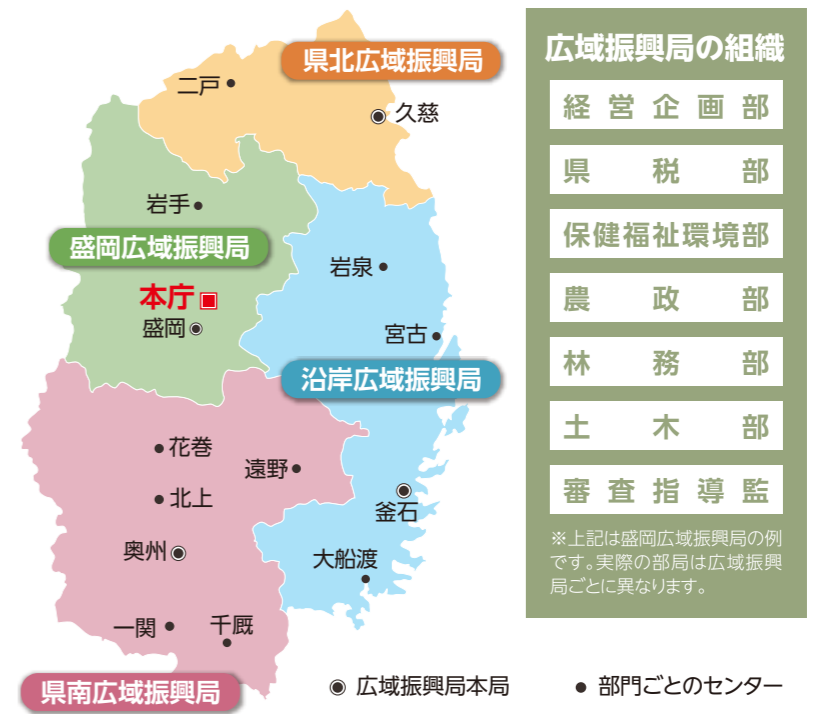 県北広域振興局
二戸
久慈
岩手
盛岡広域振興局
本庁
盛岡
岩泉
宮古
沿岸広域振興局
花巻
遠野
北上
釜石
奥州
大船渡
一関
千厩
県南広域振興局
広域振興局本局
部門ごとのセンター
広域振興局の組織
経営企画部
県税部
保健福祉環境部
農政部
林務部
土木部
審査指導監
※上記は盛岡広域振興局の例
です。実際の部局は広域振興
局ごとに異なります。